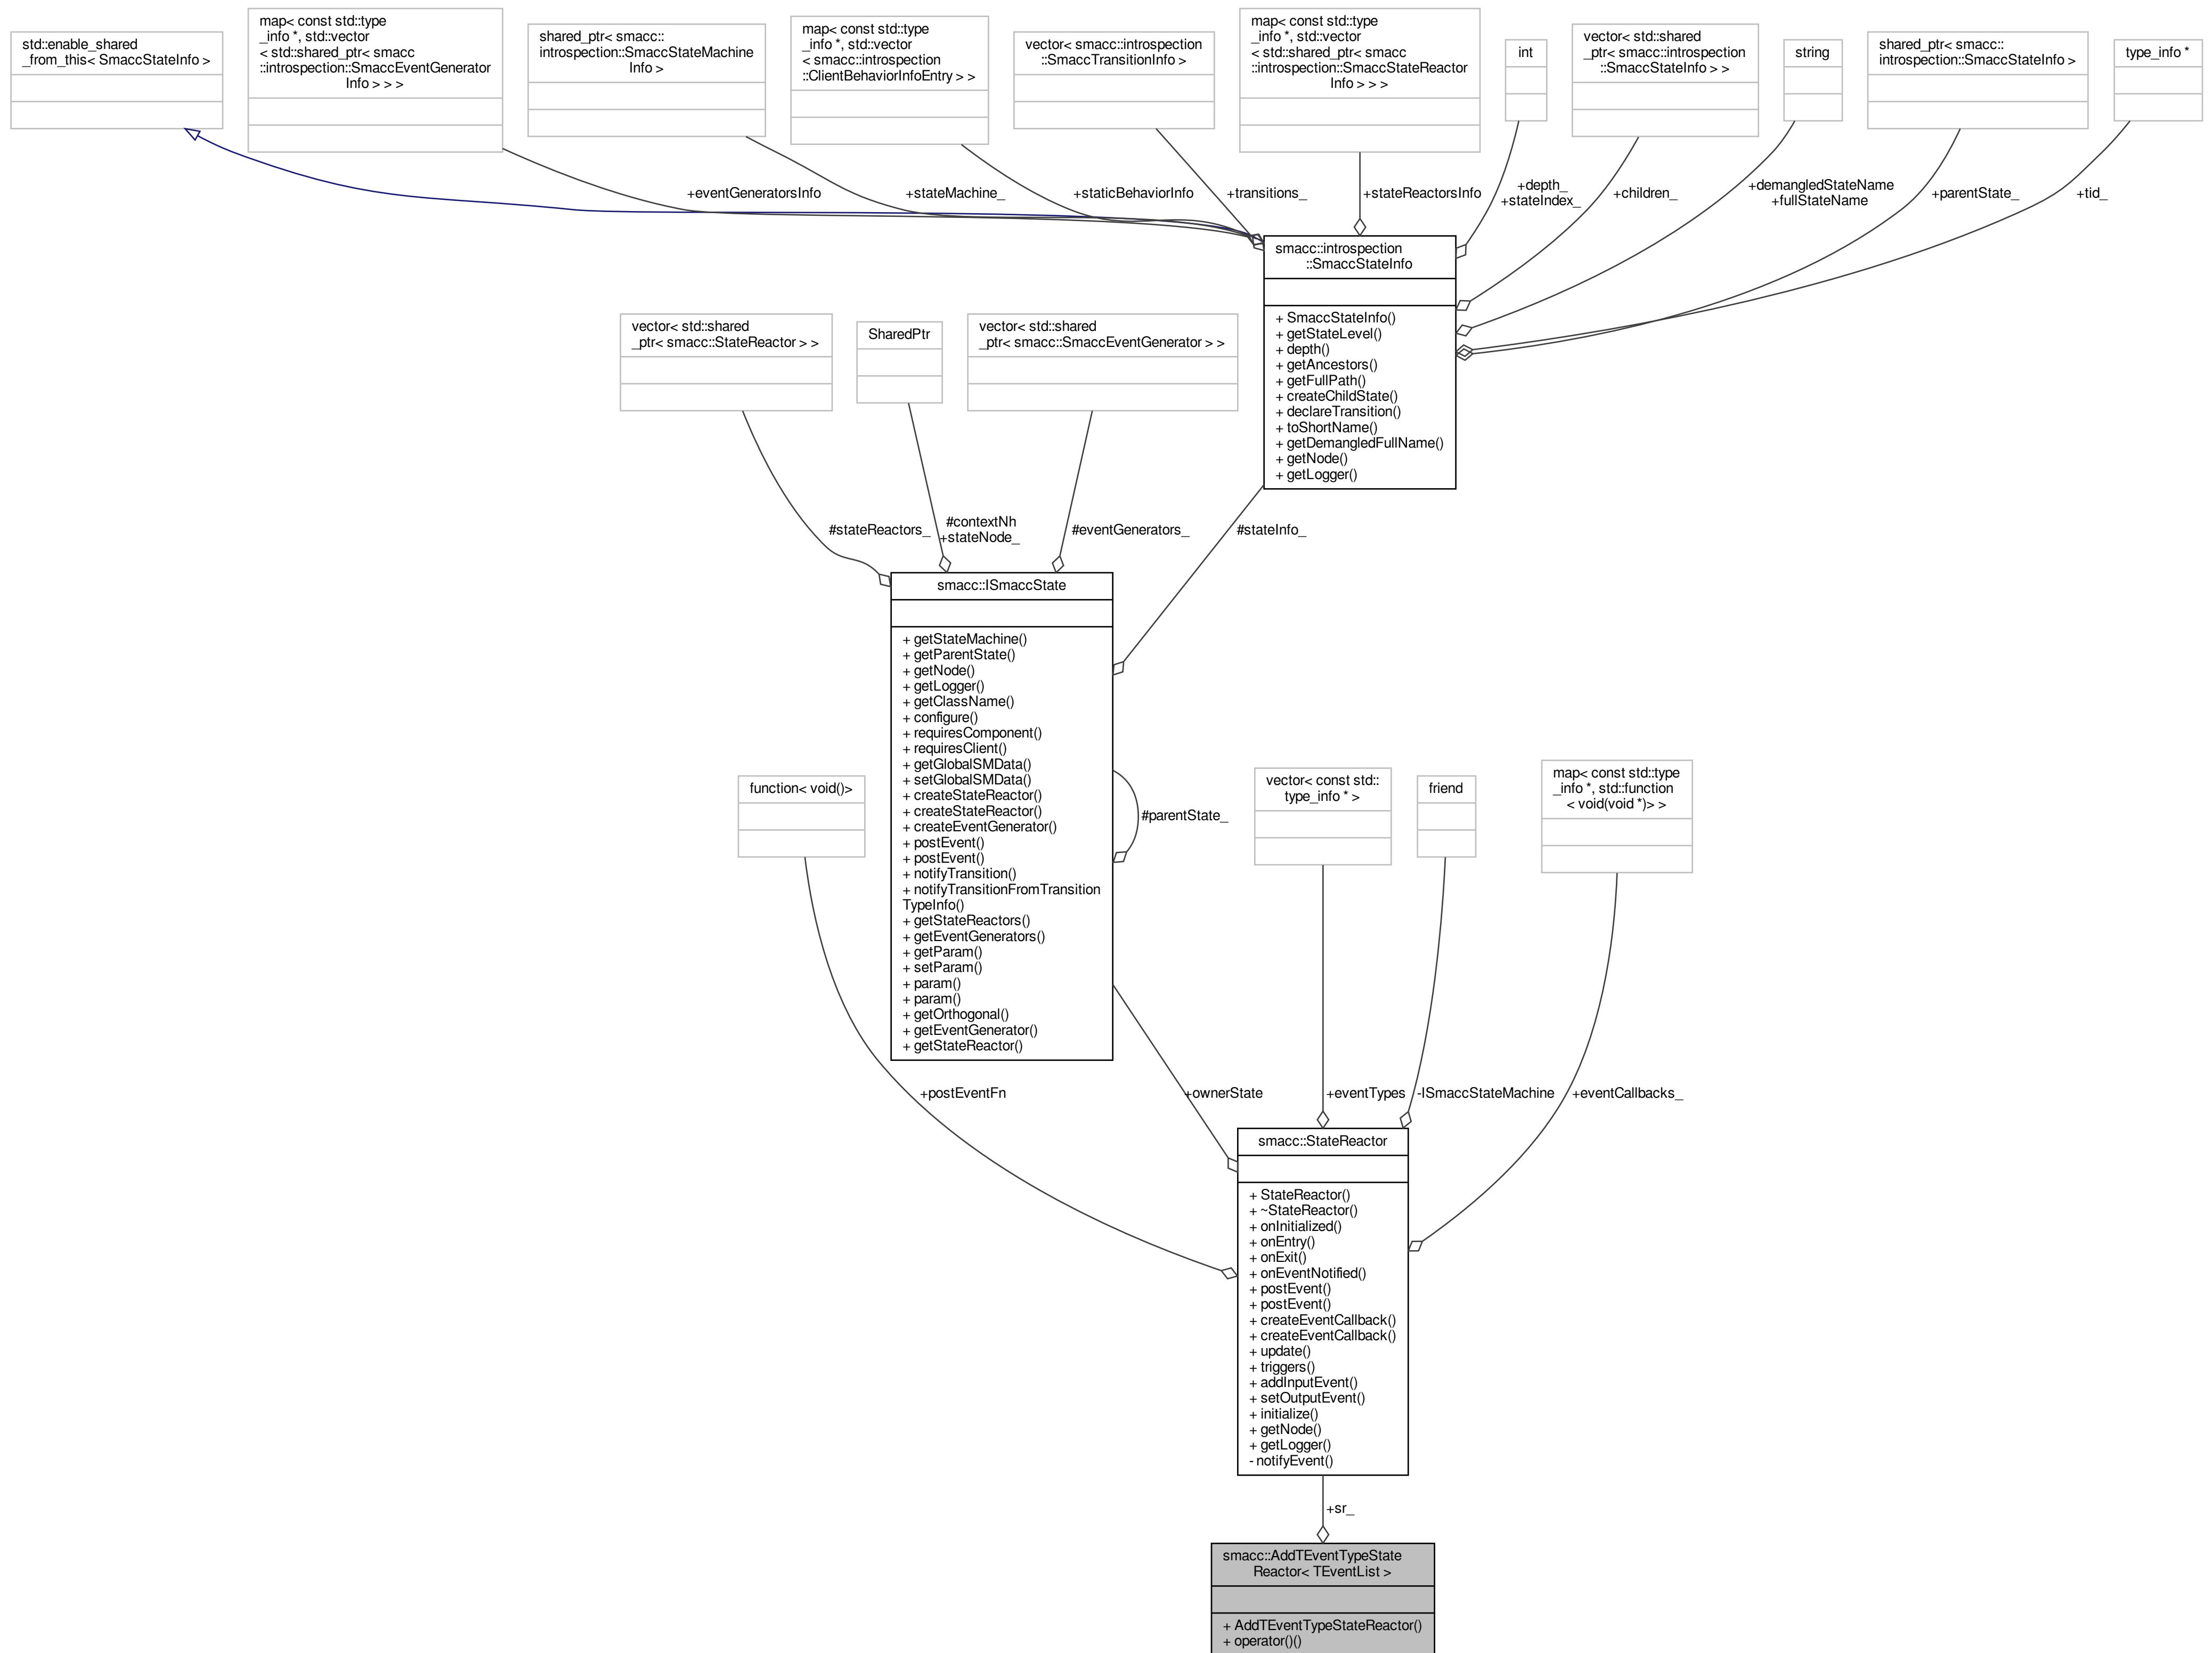 std::enable_shared
_from_this< SmaccStateInfo >
map< const std::type
_info *, std::vector
< std::shared_ptr< smacc
::introspection::SmaccEventGenerator
Info > > >
shared_ptr< smacc::
introspection::SmaccStateMachine
Info >
map< const std::type
_info *, std::vector
< smacc::introspection
::ClientBehaviorInfoEntry > >
vector< smacc::introspection
::SmaccTransitionInfo >
map< const std::type
_info *, std::vector
< std::shared_ptr< smacc
::introspection::SmaccStateReactor
Info > > >
int
vector< std::shared
_ptr< smacc::introspection
::SmaccStateInfo > >
string
shared_ptr< smacc::
introspection::SmaccStateInfo >
type_info *
+eventGeneratorsInfo
+stateMachine_
+staticBehaviorInfo
+transitions_
+stateReactorsInfo
+depth_
+stateIndex_
+children_
+demangledStateName
+fullStateName
+parentState_
+tid_
smacc::introspection
::SmaccStateInfo
+ SmaccStateInfo()
+ getStateLevel()
+ depth()
+ getAncestors()
+ getFullPath()
+ createChildState()
+ declareTransition()
+ toShortName()
+ getDemangledFullName()
+ getNode()
+ getLogger()
vector< std::shared
_ptr< smacc::StateReactor > >
SharedPtr
vector< std::shared
_ptr< smacc::SmaccEventGenerator > >
#stateReactors_
#contextNh
+stateNode_
#eventGenerators_
#stateInfo_
smacc::ISmaccState
+ getStateMachine()
+ getParentState()
+ getNode()
+ getLogger()
+ getClassName()
+ configure()
+ requiresComponent()
+ requiresClient()
+ getGlobalSMData()
+ setGlobalSMData()
+ createStateReactor()
+ createStateReactor()
+ createEventGenerator()
+ postEvent()
+ postEvent()
+ notifyTransition()
+ notifyTransitionFromTransition
TypeInfo()
+ getStateReactors()
+ getEventGenerators()
+ getParam()
+ setParam()
+ param()
+ param()
+ getOrthogonal()
+ getEventGenerator()
+ getStateReactor()
#parentState_
function< void()>
vector< const std::
type_info * >
friend
map< const std::type
_info *, std::function
< void(void *)> >
+postEventFn
+ownerState
+eventTypes
-ISmaccStateMachine
+eventCallbacks_
smacc::StateReactor
+ StateReactor()
+ ~StateReactor()
+ onInitialized()
+ onEntry()
+ onExit()
+ onEventNotified()
+ postEvent()
+ postEvent()
+ createEventCallback()
+ createEventCallback()
+ update()
+ triggers()
+ addInputEvent()
+ setOutputEvent()
+ initialize()
+ getNode()
+ getLogger()
- notifyEvent()
+sr_
smacc::AddTEventTypeState
Reactor< TEventList >
+ AddTEventTypeStateReactor()
+ operator()()